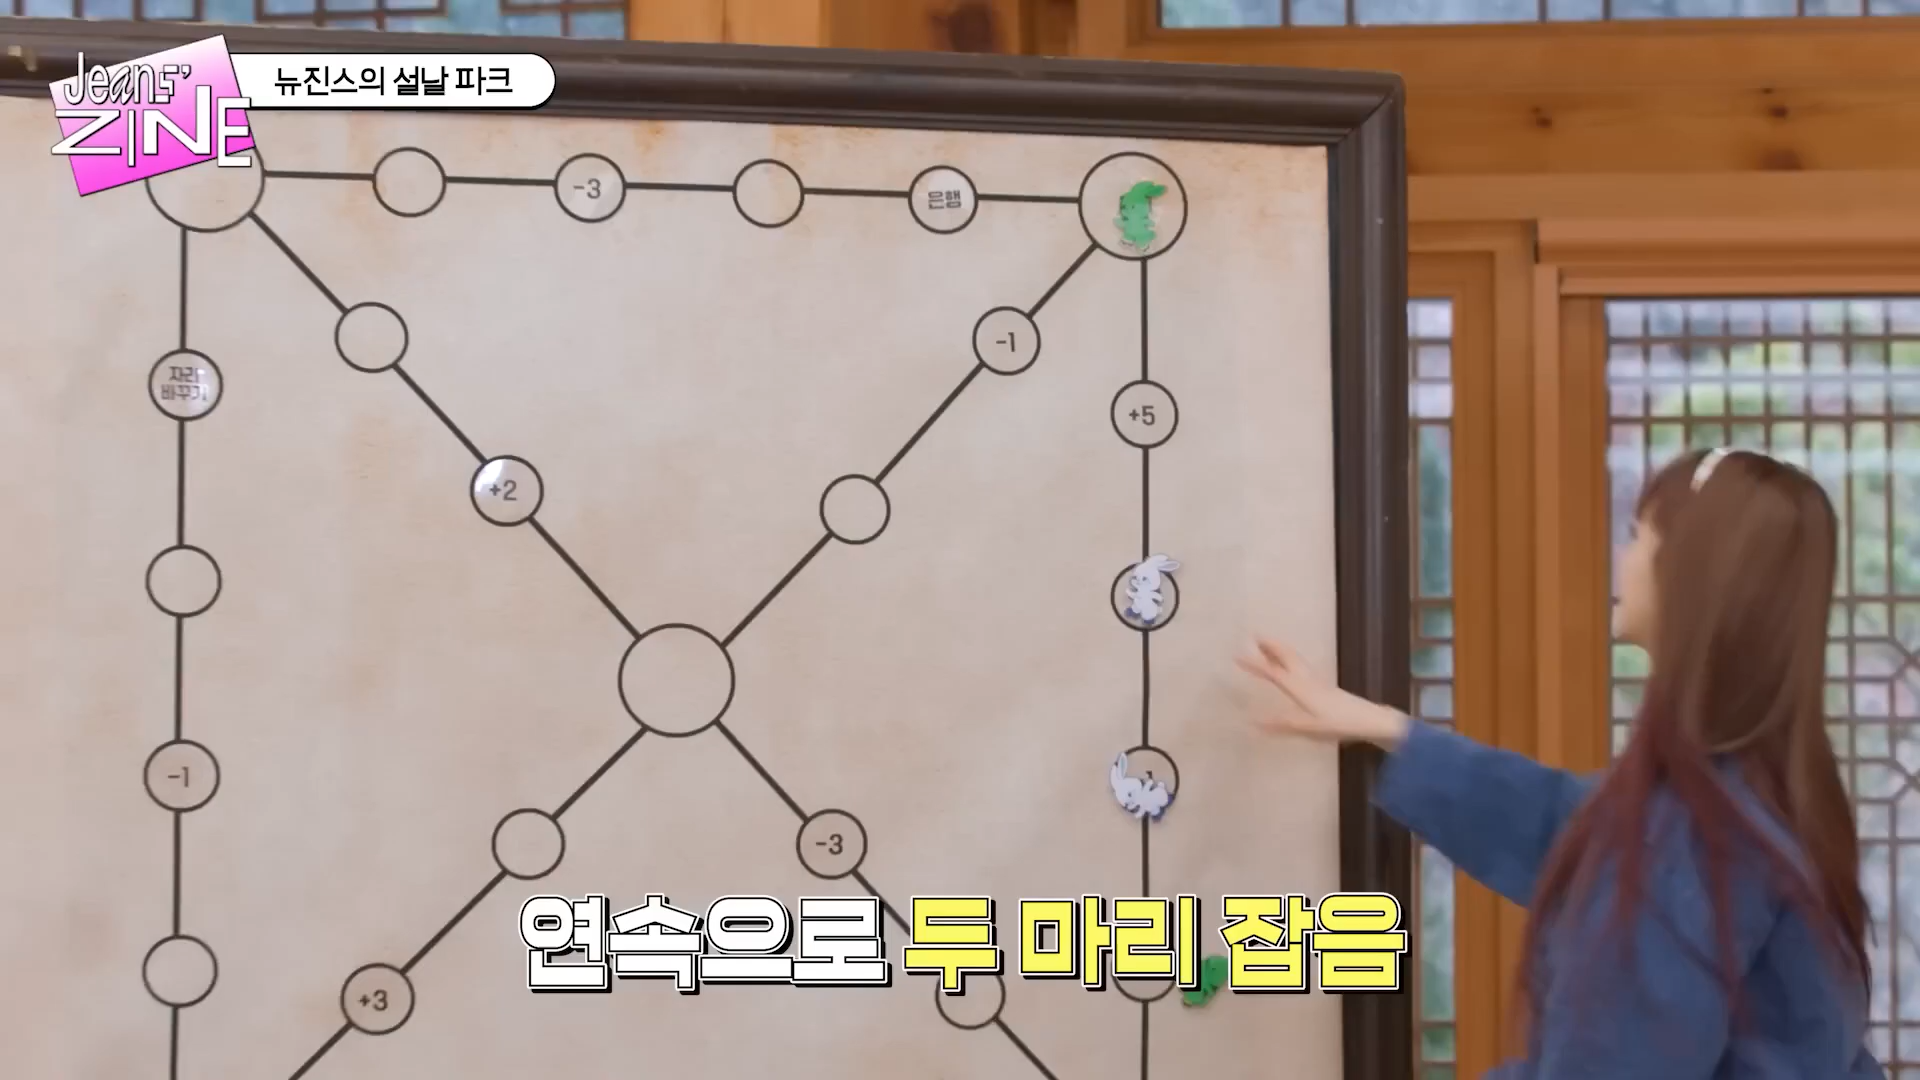 Jeans'
ZINE
뉴진스의 설날 파크
-3
은행
-1
자리
바꾸기
+5
+2
-1
-3
+3
연속으로 두 마리 잡음